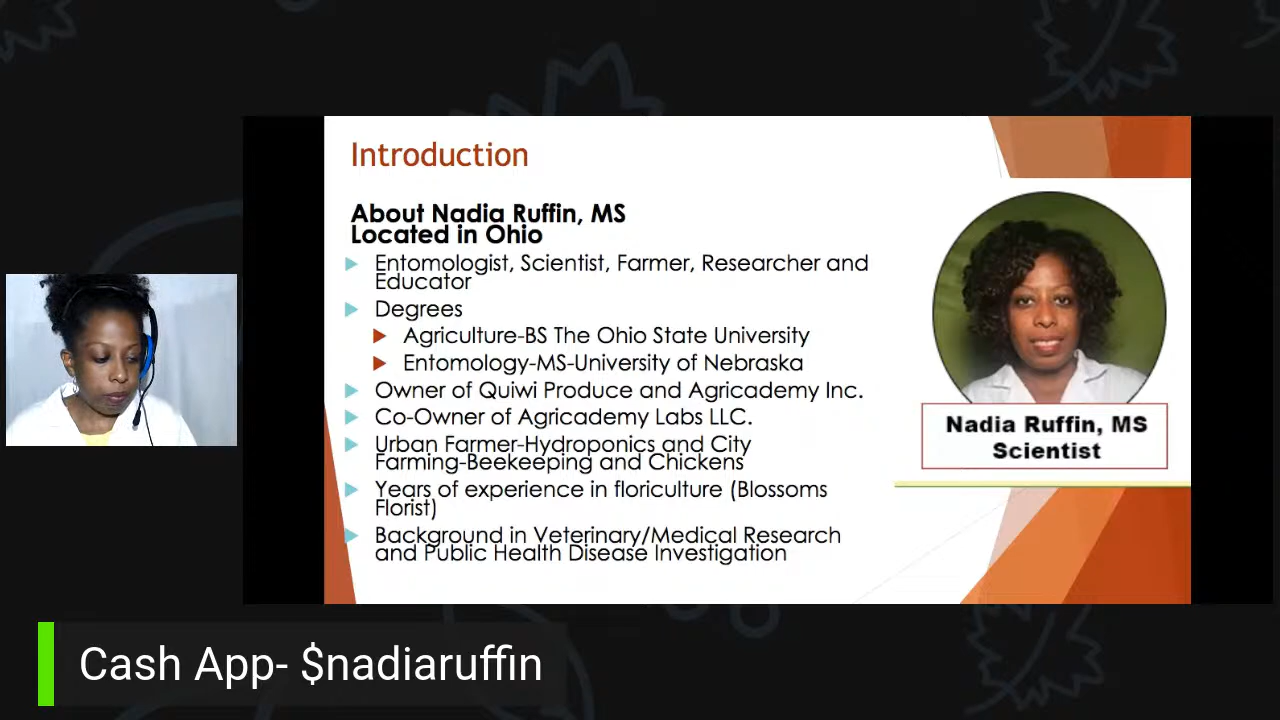 Introduction
About Nadia Ruffin, MS
Located in Ohio
Entomologist, Scientist, Farmer, Researcher and
Educator
Degrees
Agriculture-BS The Ohio State University
Entomology-MS-University of Nebraska
Owner of Quiwi Produce and Agricademy Inc.
Co-Owner of Agricademy Labs LLC.
Urban Farmer-Hydroponics and City
Farming-Beekeeping and Chickens
Years of experience in floriculture (Blossoms
Florist)
Background in Veterinary/Medical Research
and Public Health Disease Investigation
Nadia Ruffin, MS
Scientist
Cash App- $nadiaruffin